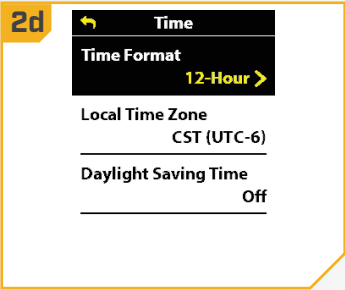 2d
Time
Time Format
12-Hour
Local Time Zone
CST (UTC-6)
Daylight Saving Time
Off